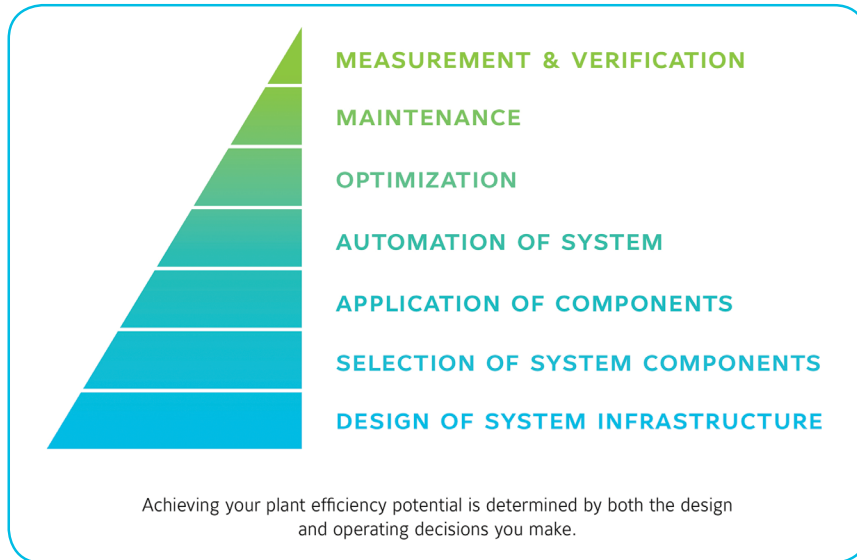 MEASUREMENT & VERIFICATION
MAINTENANCE
OPTIMIZATION
AUTOMATION OF SYSTEM
APPLICATION OF COMPONENTS
SELECTION OF SYSTEM COMPONENTS
DESIGN OF SYSTEM INFRASTRUCTURE
Achieving your plant efficiency potential is determined by both the design
and operating decisions you make.